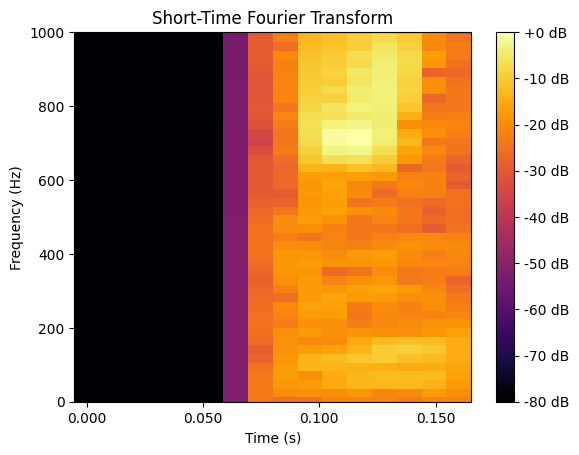 Short-Time Fourier Transform
Frequency (Hz)
1000
800
600
400
200
0
0.000
0.050
0.100
0.150
Time (s)
+0 dB
-10 dB
-20 dB
-30 dB
-40 dB
-50 dB
-60 dB
-70 dB
-80 dB